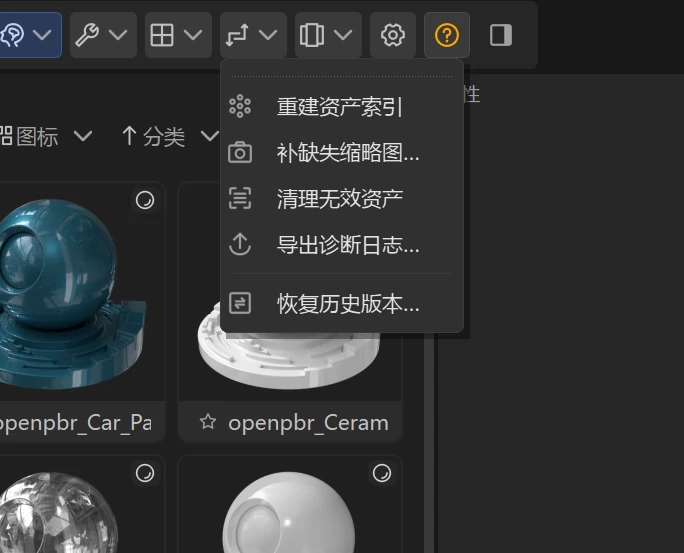 性
图标 分类
重建资产索引
补缺失缩略图...
清理无效资产
导出诊断日志...
恢复历史版本...
openpbr_Car_Pa
openpbr_Ceram